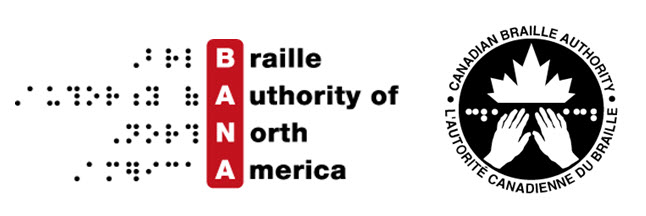 ⠠⠃⠗⠇ Braille
⠠⠁⠥⠹⠕⠗⠰⠽ ⠷ Authority of
⠠⠝⠕⠗⠹ North
⠠⠁⠍⠻⠊⠉⠁ America
• CANADIAN BRAILLE AUTHORITY •
L'AUTORITÉ CANADIENNE DU BRAILLE